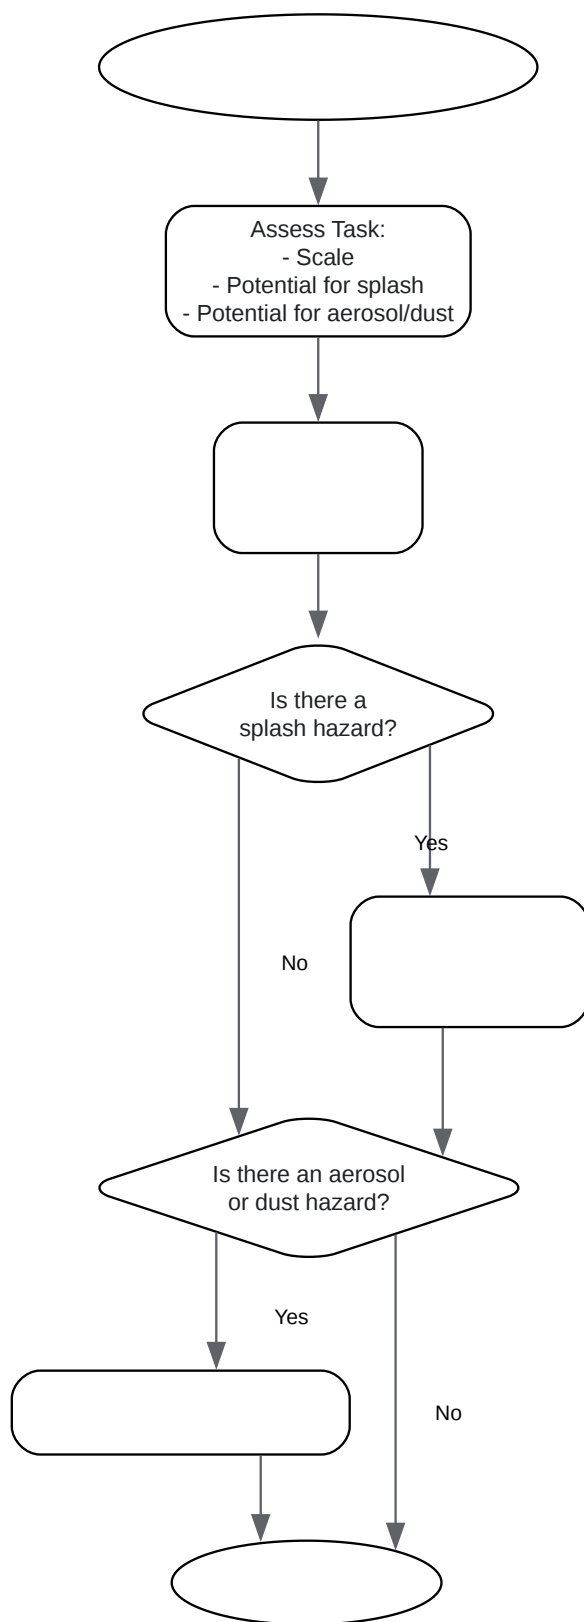 Assess Task:
- Scale
- Potential for splash
- Potential for aerosol/dust
Is there a
splash hazard?
Yes
No
Is there an aerosol
or dust hazard?
Yes
No